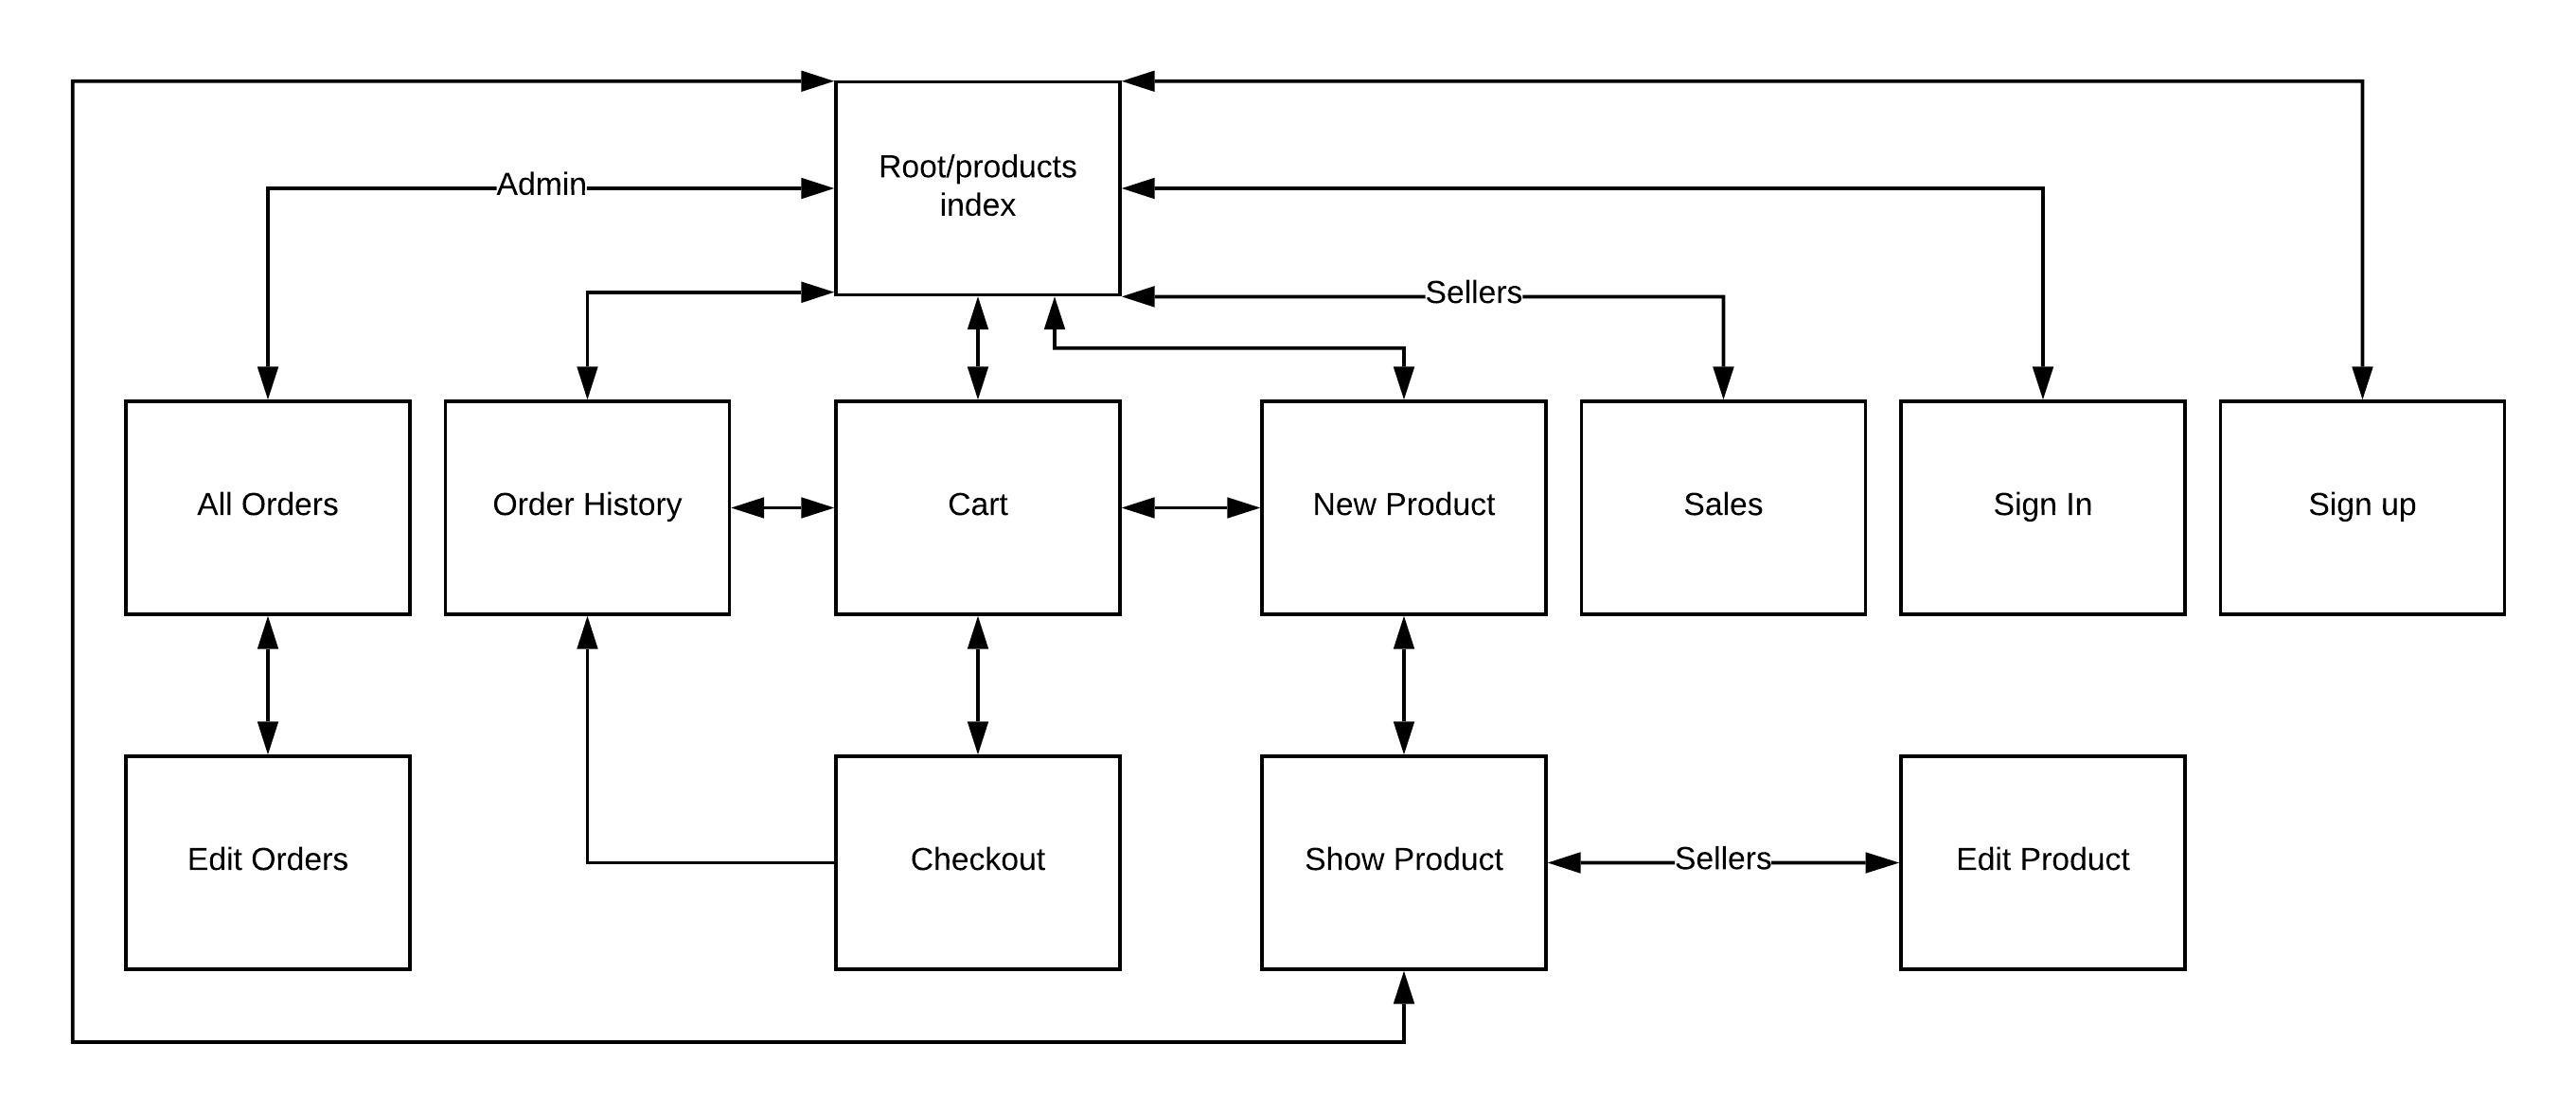 Root/products
index
Admin
Sellers
All Orders
Order History
Cart
New Product
Sales
Sign In
Sign up
Edit Orders
Checkout
Show Product
Sellers
Edit Product